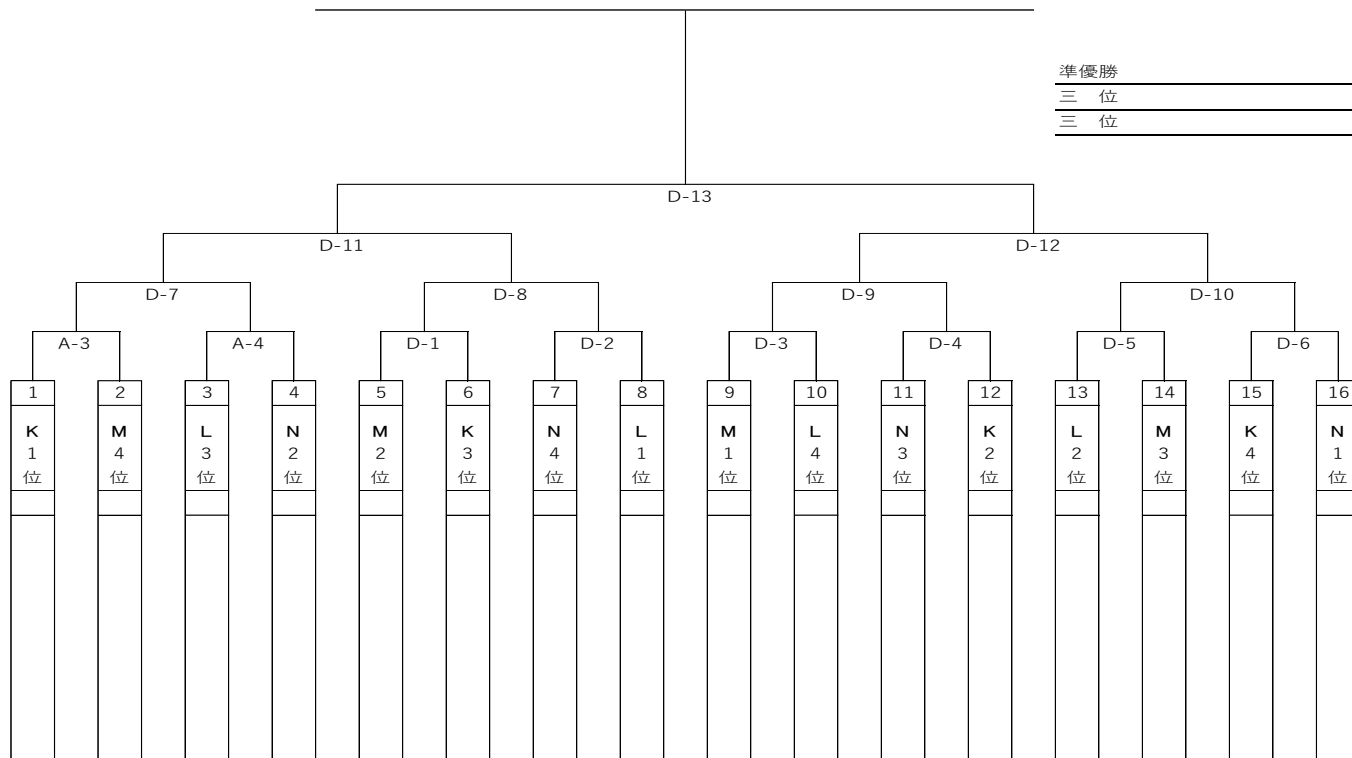 準優勝
三 位
三 位
D-13
D-11 D-12
D-7 D-8 D-9 D-10
A-3 A-4 D-1 D-2 D-3 D-4 D-5 D-6
1 2 3 4 5 6 7 8 9 10 11 12 13 14 15 16
K M L N M K N L M L N K L M K N
1 4 3 2 2 3 4 1 1 4 3 2 2 3 4 1
位 位 位 位 位 位 位 位 位 位 位 位 位 位 位 位